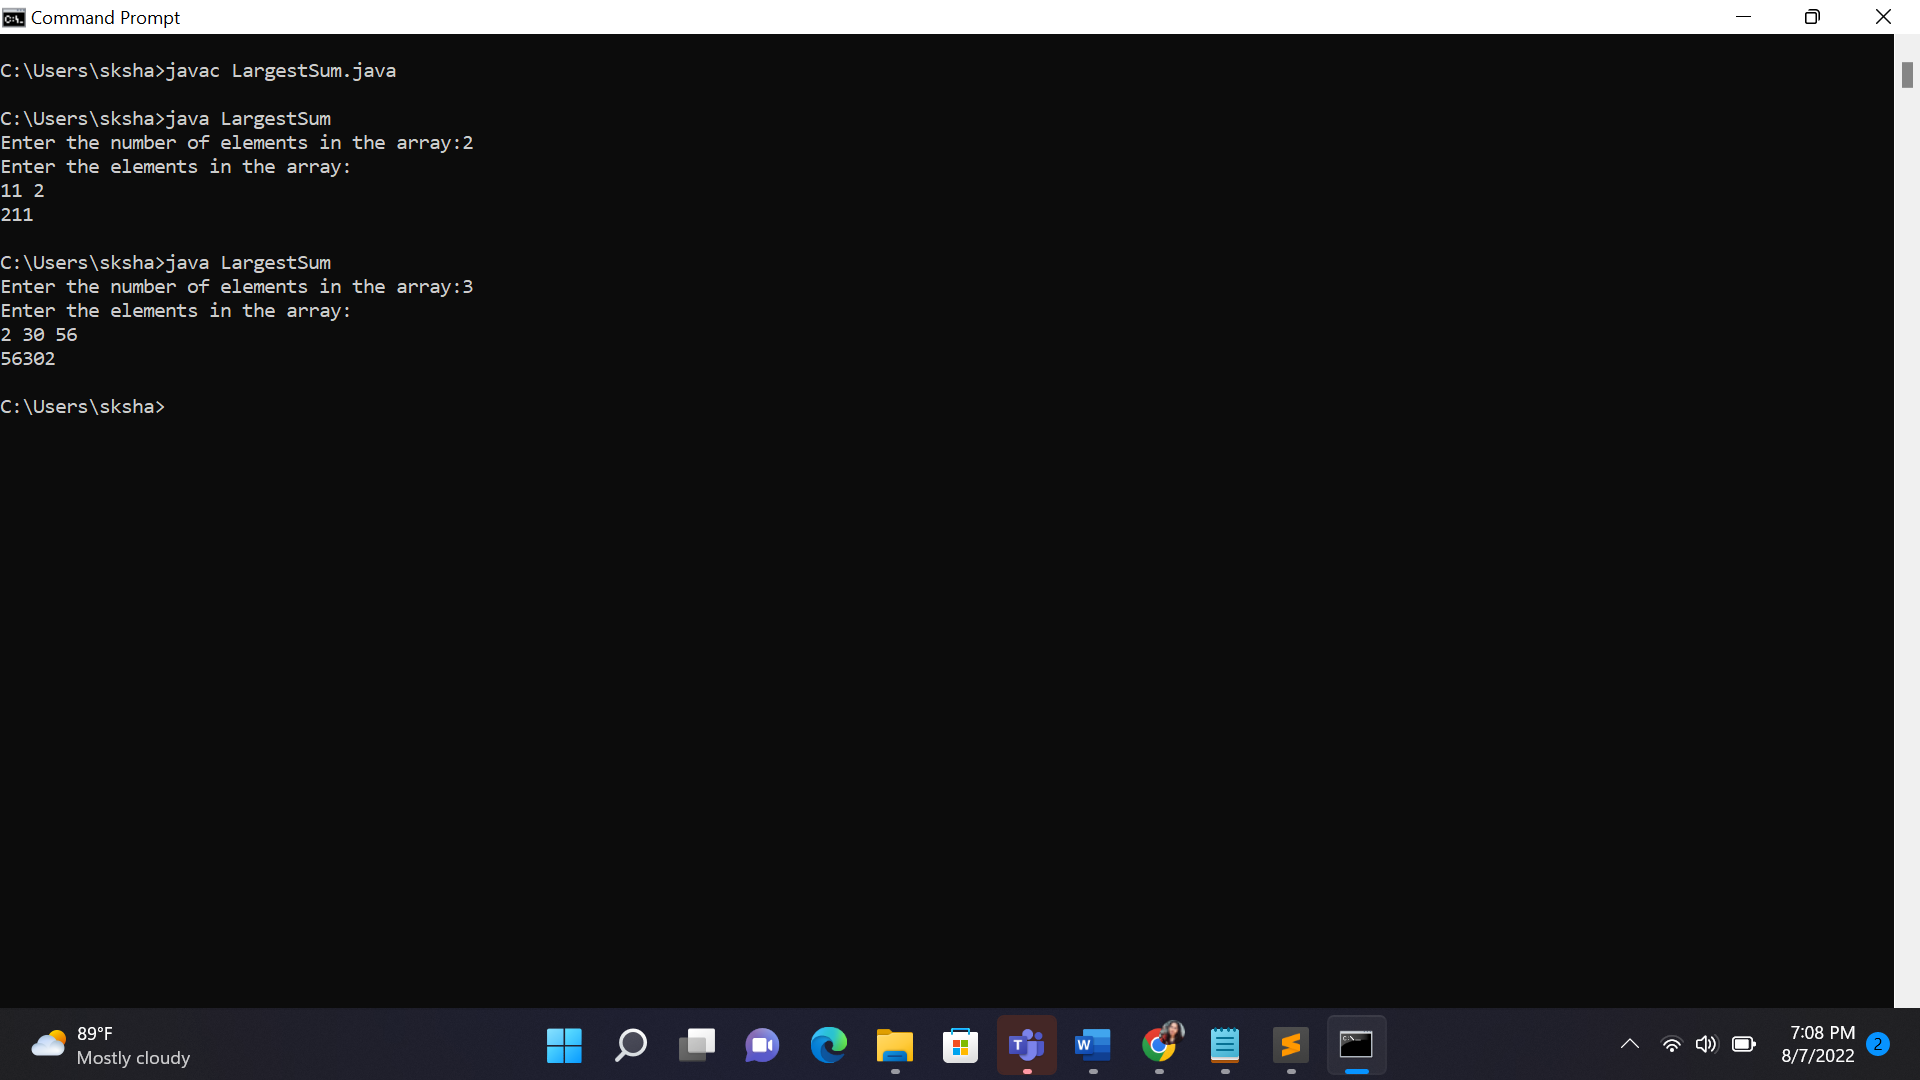 Command Prompt
C:\Users\sksha>javac LargestSum.java
C:\Users\sksha>java LargestSum
Enter the number of elements in the array:2
Enter the elements in the array:
11 2
211
C:\Users\sksha>java LargestSum
Enter the number of elements in the array:3
Enter the elements in the array:
2 30 56
56302
C:\Users\sksha>
89°F
Mostly cloudy
7:08 PM
8/7/2022
2